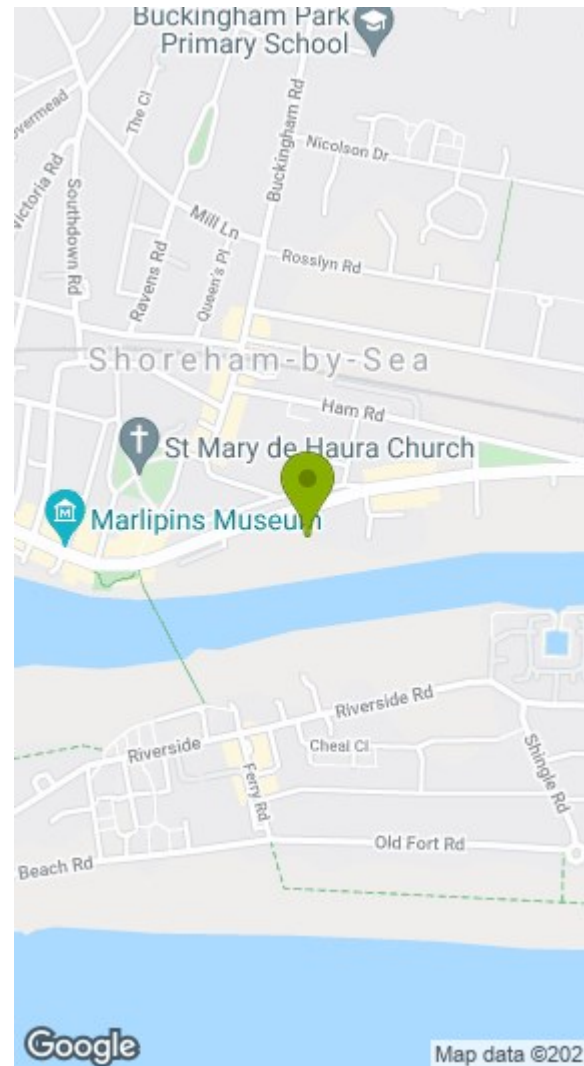 Buckingham Park
Primary School
overmead
The Cl
Buckingham Rd
Nicolson Dr
Victoria Rd
Southdown Rd
Ravens Rd
Mill Ln
Queen's Pl
Rosslyn Rd
Shoreham-by-Sea
Ham Rd
St Mary de Haura Church
Marlipins Museum
Riverside Rd
Riverside
Cheal Cl
Ferry Rd
Shingle Rd
Old Fort Rd
Beach Rd
Google
Map data ©202